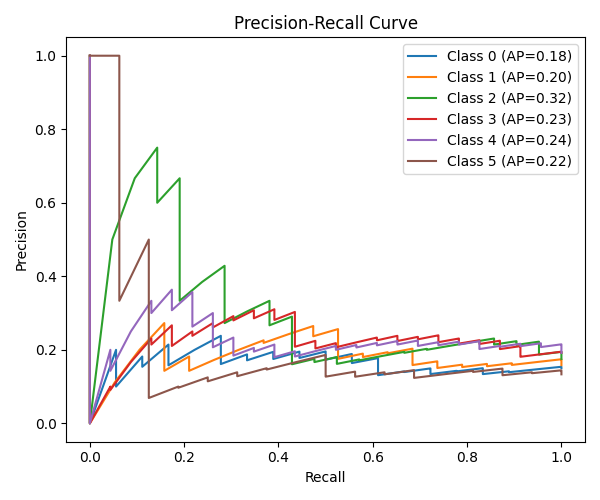 Precision-Recall Curve
Precision
1.0
0.8
0.6
0.4
0.2
0.0
Class 0 (AP=0.18)
Class 1 (AP=0.20)
Class 2 (AP=0.32)
Class 3 (AP=0.23)
Class 4 (AP=0.24)
Class 5 (AP=0.22)
0.0 0.2 0.4 0.6 0.8 1.0
Recall